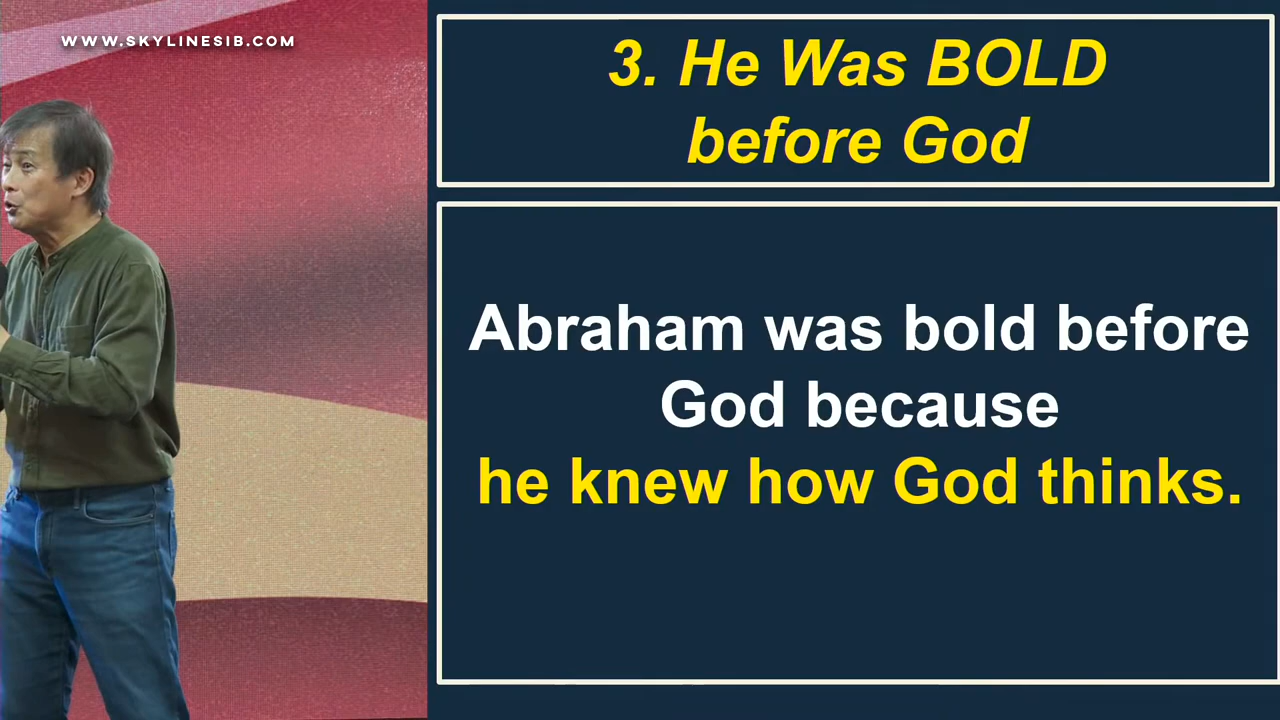 WWW.SKYLINESIB.COM
3. He Was BOLD
before God
Abraham was bold before
God because
he knew how God thinks.